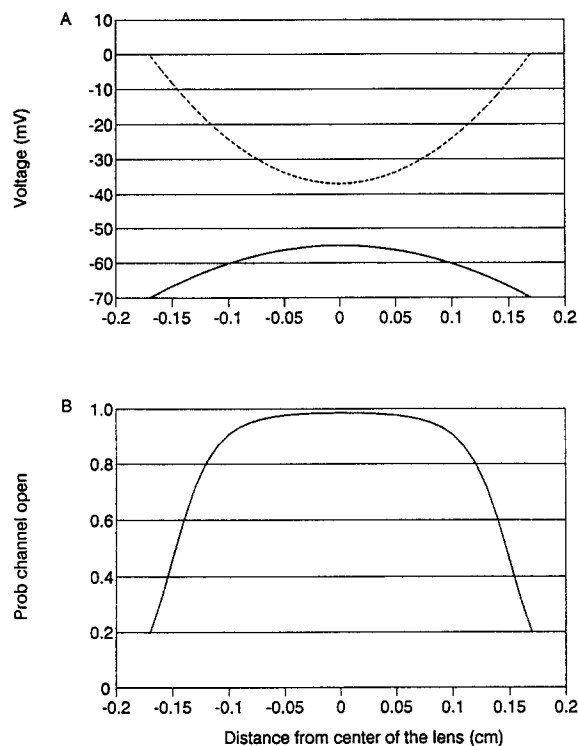 A
10
0
-10
-20
-30
-40
-50
-60
-70
Voltage (mV)
-0.2 -0.15 -0.1 -0.05 0 0.05 0.1 0.15 0.2
B
1.0
0.8
0.6
0.4
0.2
0
Prob channel open
-0.2 -0.15 -0.1 -0.05 0 0.05 0.1 0.15 0.2
Distance from center of the lens (cm)